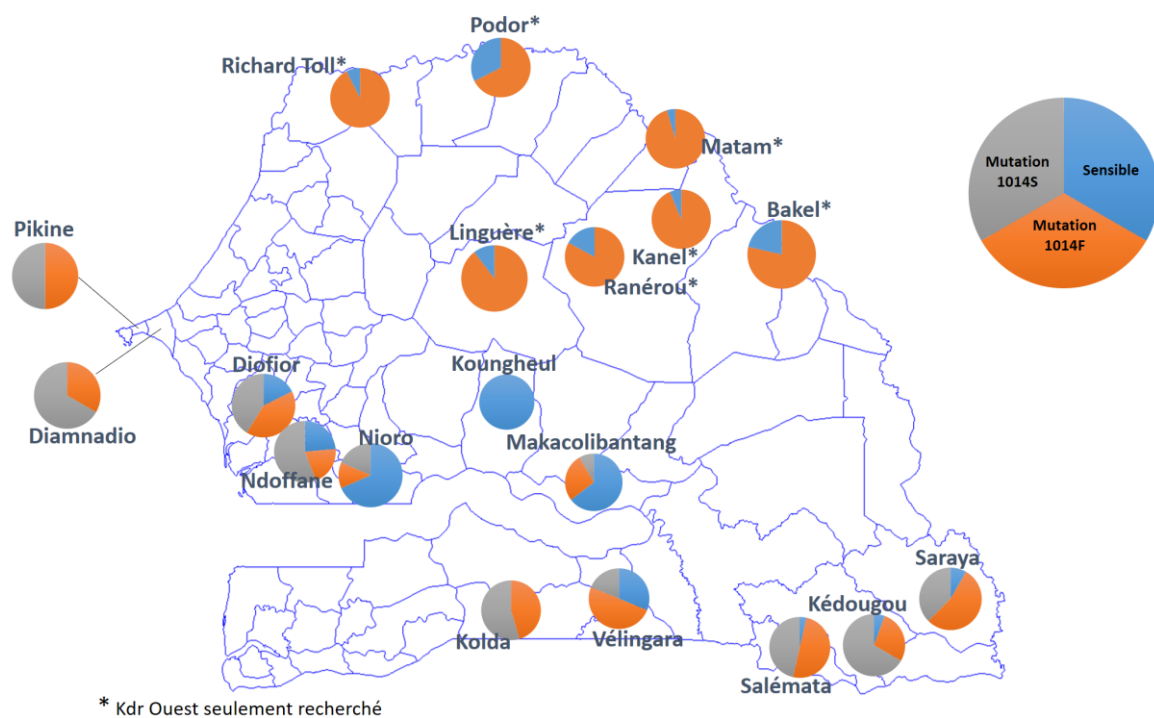 Podor*
Richard Toll*
Matam*
Mutation
1014S
Sensible
Mutation
1014F
Pikine
Bakel*
Linguère*
Kanel*
Ranérou*
Diofior
Koungheul
Diamnadio
Nioro
Makacolibantang
Ndoffane
Saraya
Kédougou
Kolda
Vélingara
Salémata
* Kdr Ouest seulement recherché